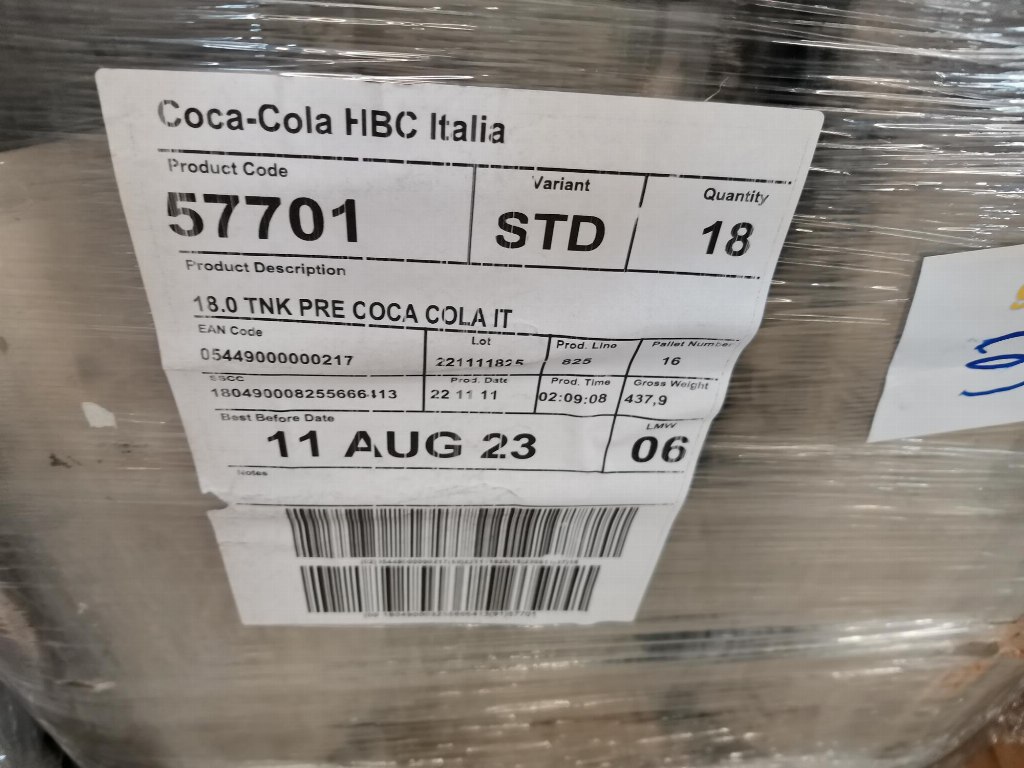 Coca-Cola HBC Italia
Product Code
57701
Variant
STD
Quantity
18
Product Description
18.0 TNK PRE COCA COLA IT
EAN Code
05449000000217
Lot
221111825
Prod. Line
825
Pallet Number
16
SSCC
180490008255666413
Prod. Date
22 11 11
Prod. Time
02:09:08
Gross Weight
437,9
Best Before Date
11 AUG 23
LMW
06
Notes